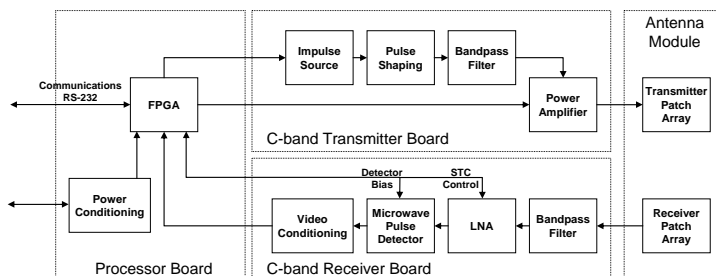 Antenna
Module
Impulse
Source
Pulse
Shaping
Bandpass
Filter
Communications
RS-232
FPGA
Power
Amplifier
Transmitter
Patch
Array
C-band Transmitter Board
Detector
Bias
STC
Control
Power
Conditioning
Video
Conditioning
Microwave
Pulse
Detector
LNA
Bandpass
Filter
Receiver
Patch
Array
Processor Board
C-band Receiver Board